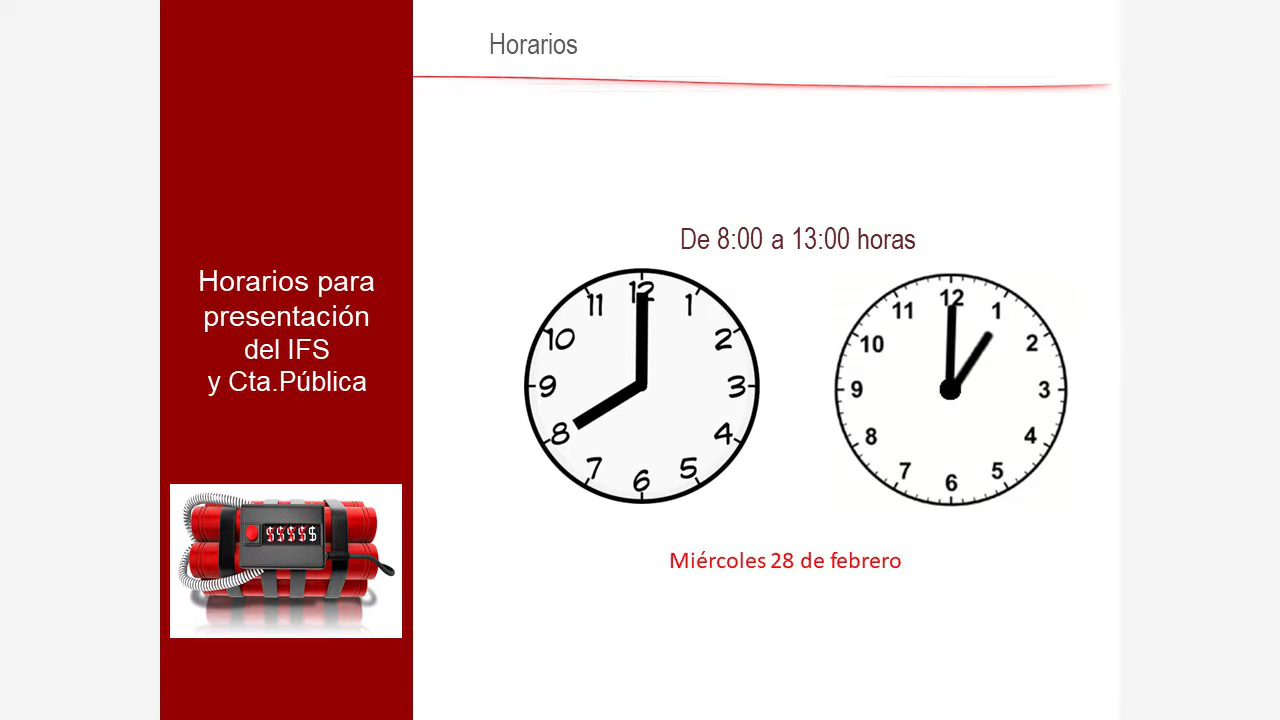 Horarios
Horarios para
presentación
del IFS
y Cta.Pública
$$$$$
De 8:00 a 13:00 horas
12
11 1
10 2
9 3
8 4
7 5
6
12
11 1
10 2
9 3
8 4
7 5
6
Miércoles 28 de febrero